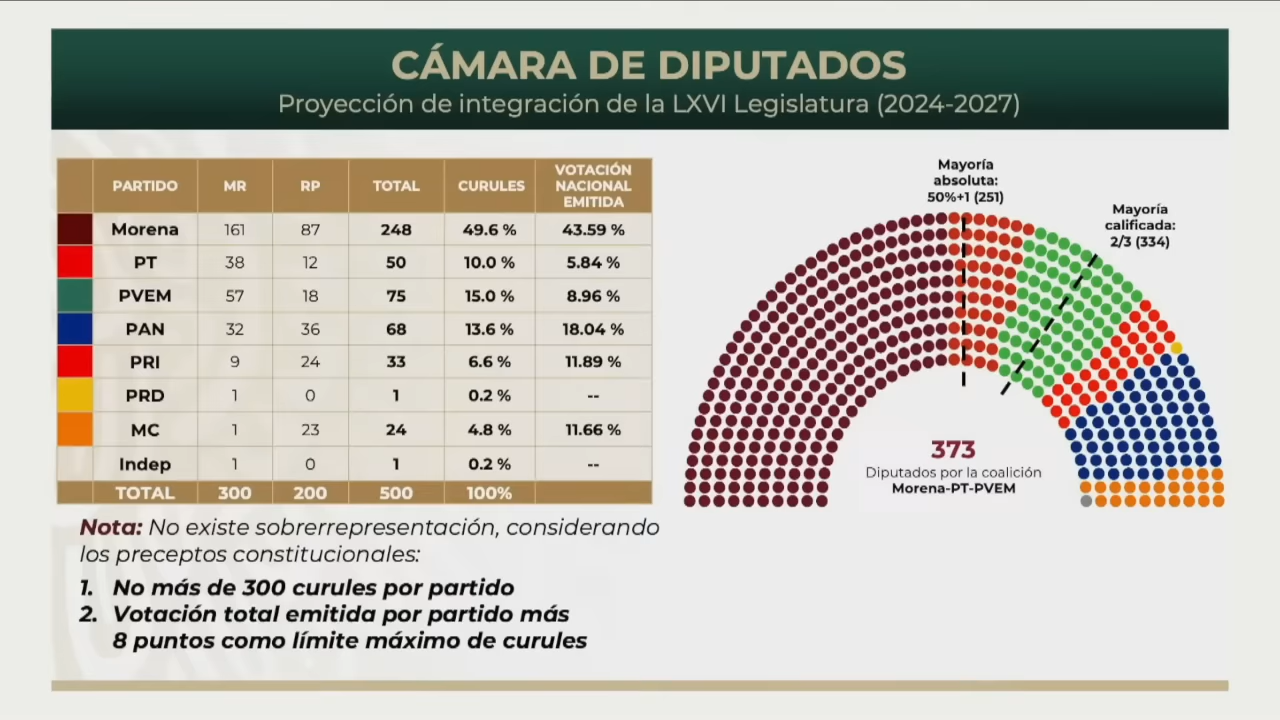 CÁMARA DE DIPUTADOS
Proyección de integración de la LXVI Legislatura (2024-2027)
PARTIDO MR RP TOTAL CURULES VOTACIÓN NACIONAL EMITIDA
Morena 161 87 248 49.6 % 43.59 %
PT 38 12 50 10.0 % 5.84 %
PVEM 57 18 75 15.0 % 8.96 %
PAN 32 36 68 13.6 % 18.04 %
PRI 9 24 33 6.6 % 11.89 %
PRD 1 0 1 0.2 % --
MC 1 23 24 4.8 % 11.66 %
Indep 1 0 1 0.2 % --
TOTAL 300 200 500 100%
Nota: No existe sobrerrepresentación, considerando
los preceptos constitucionales:
1. No más de 300 curules por partido
2. Votación total emitida por partido más
8 puntos como límite máximo de curules
Mayoría
absoluta:
50%+1 (251)
Mayoría
calificada:
2/3 (334)
373
Diputados por la coalición
Morena-PT-PVEM